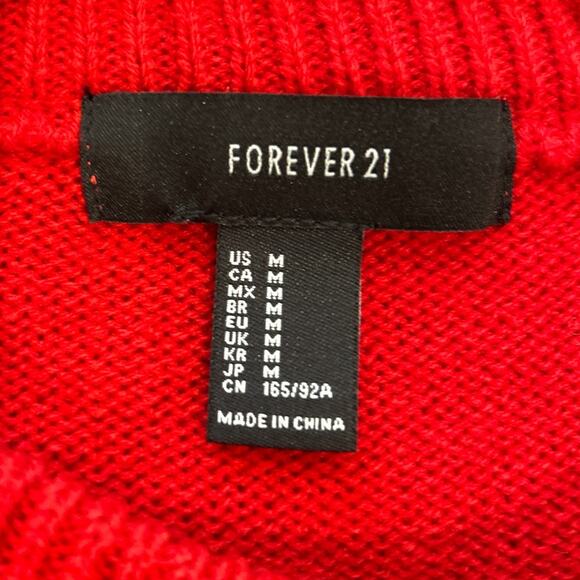 FOREVER 21
US M
CA M
MX M
BR M
EU M
UK M
KR M
JP M
CN 165/92A
MADE IN CHINA